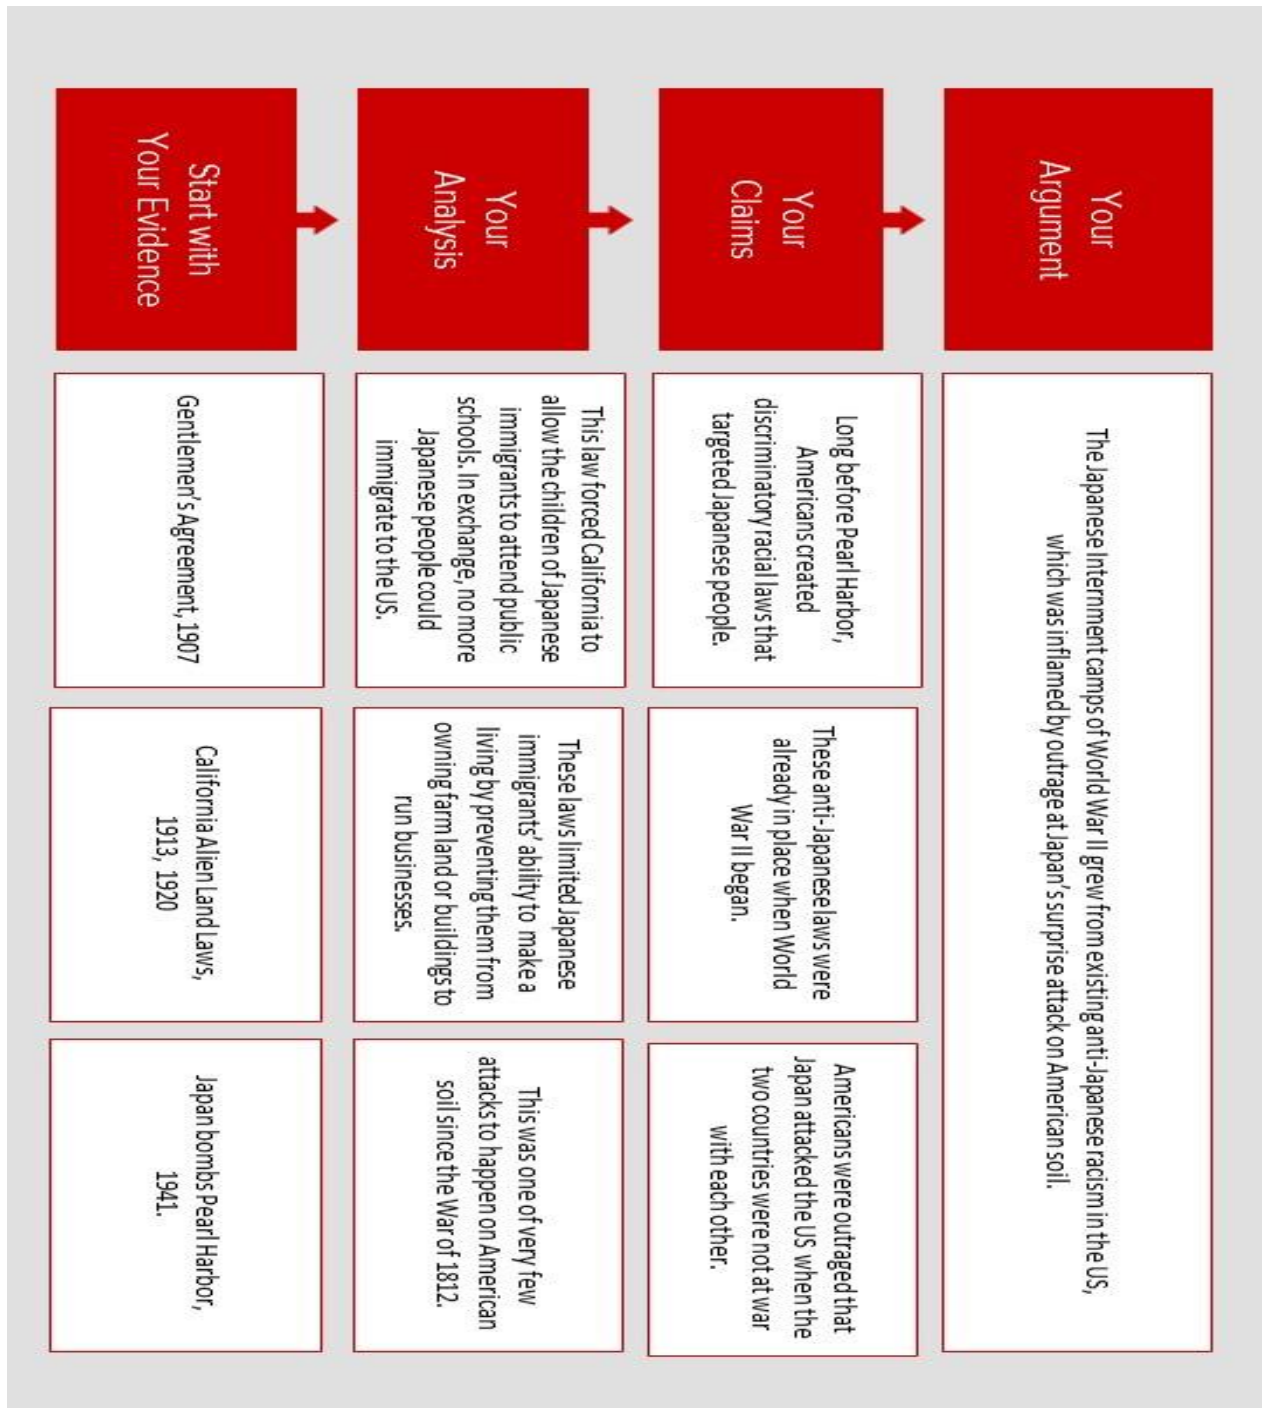 Your
Argument
The Japanese Internment camps of World War II grew from existing anti-Japanese racism in the US,
which was inflamed by outrage at Japan's surprise attack on American soil.
Your
Claims
Long before Pearl Harbor,
Americans created
discriminatory racial laws that
targeted Japanese people.
These anti-Japanese laws were
already in place when World
War II began.
Americans were outraged that
Japan attacked the US when the
two countries were not at war
with each other.
Your
Analysis
This law forced California to
allow the children of Japanese
immigrants to attend public
schools. In exchange, no more
Japanese people could
immigrate to the US.
These laws limited Japanese
immigrants' ability to make a
living by preventing them from
owning farm land or buildings to
run businesses.
This was one of very few
attacks to happen on American
soil since the War of 1812.
Start with
Your Evidence
Gentlemen's Agreement, 1907
California Alien Land Laws,
1913, 1920
Japan bombs Pearl Harbor,
1941.